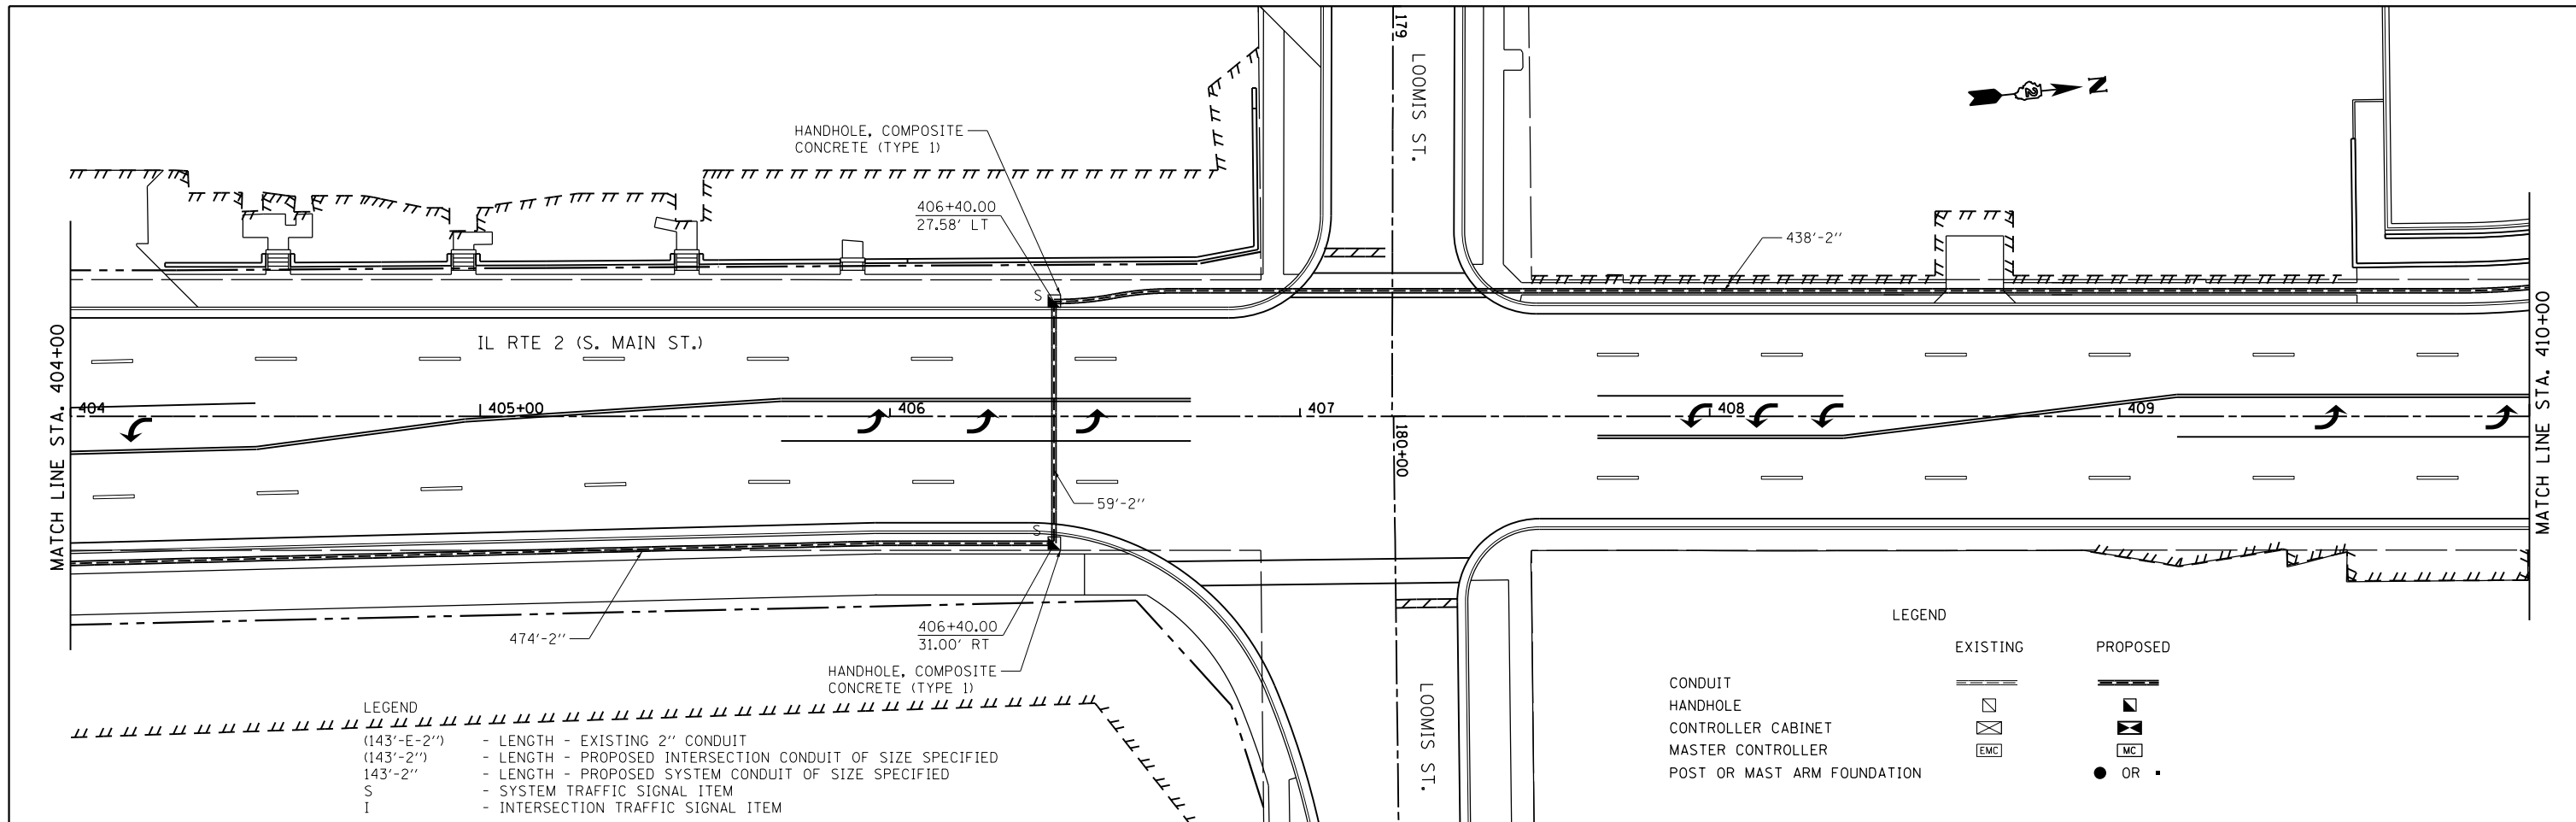 179
LOOMIS ST.
N
2
HANDHOLE, COMPOSITE
CONCRETE (TYPE 1)
406+40.00
27.58' LT
438'-2''
S
IL RTE 2 (S. MAIN ST.)
MATCH LINE STA. 404+00
MATCH LINE STA. 410+00
404
405+00
406
407
408
409
180+00
59'-2''
S
474'-2''
406+40.00
31.00' RT
HANDHOLE, COMPOSITE
CONCRETE (TYPE 1)
LOOMIS ST.
LEGEND
(143'-E-2'') - LENGTH - EXISTING 2'' CONDUIT
(143'-2'') - LENGTH - PROPOSED INTERSECTION CONDUIT OF SIZE SPECIFIED
143'-2'' - LENGTH - PROPOSED SYSTEM CONDUIT OF SIZE SPECIFIED
S - SYSTEM TRAFFIC SIGNAL ITEM
I - INTERSECTION TRAFFIC SIGNAL ITEM
LEGEND
EXISTING PROPOSED
CONDUIT
HANDHOLE
CONTROLLER CABINET
MASTER CONTROLLER EMC MC
POST OR MAST ARM FOUNDATION OR